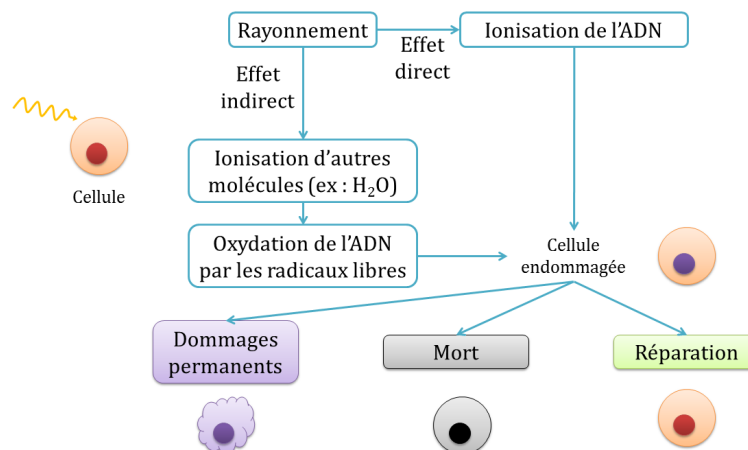 Rayonnement
Effet
direct
Ionisation de l'ADN
Effet
indirect
Cellule
Ionisation d'autres
molécules (ex : H₂O)
Oxydation de l'ADN
par les radicaux libres
Cellule
endommagée
Dommages
permanents
Mort
Réparation